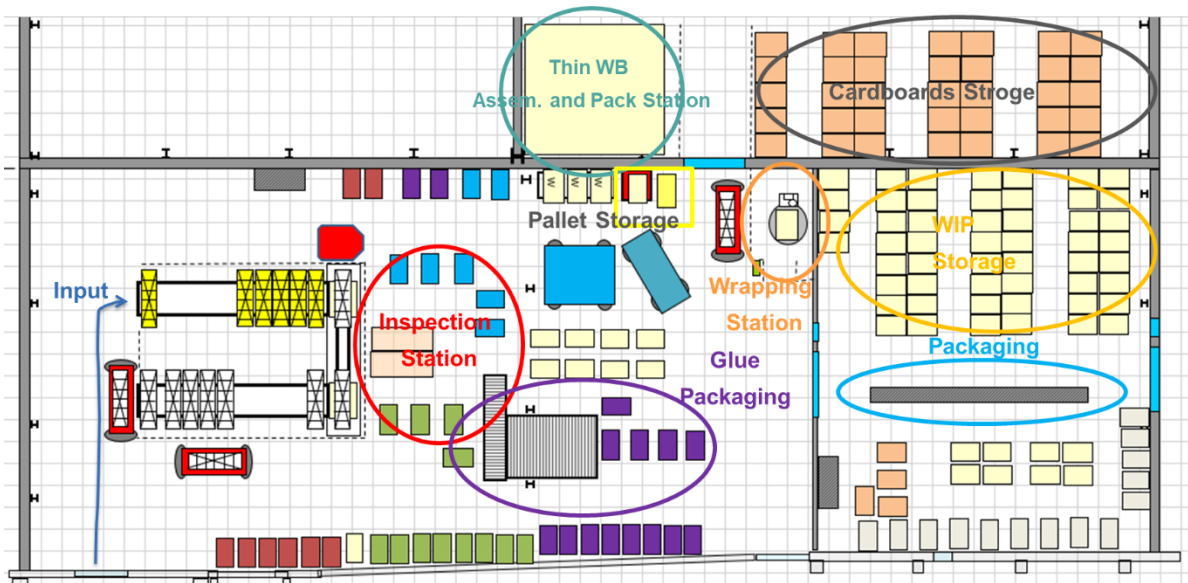 Thin WB
Assem. and Pack Station
Cardboards Stroge
W
W
W
Pallet Storage
WIP
Storage
Input
Wrapping
Station
Inspection
Station
Packaging
Glue
Packaging